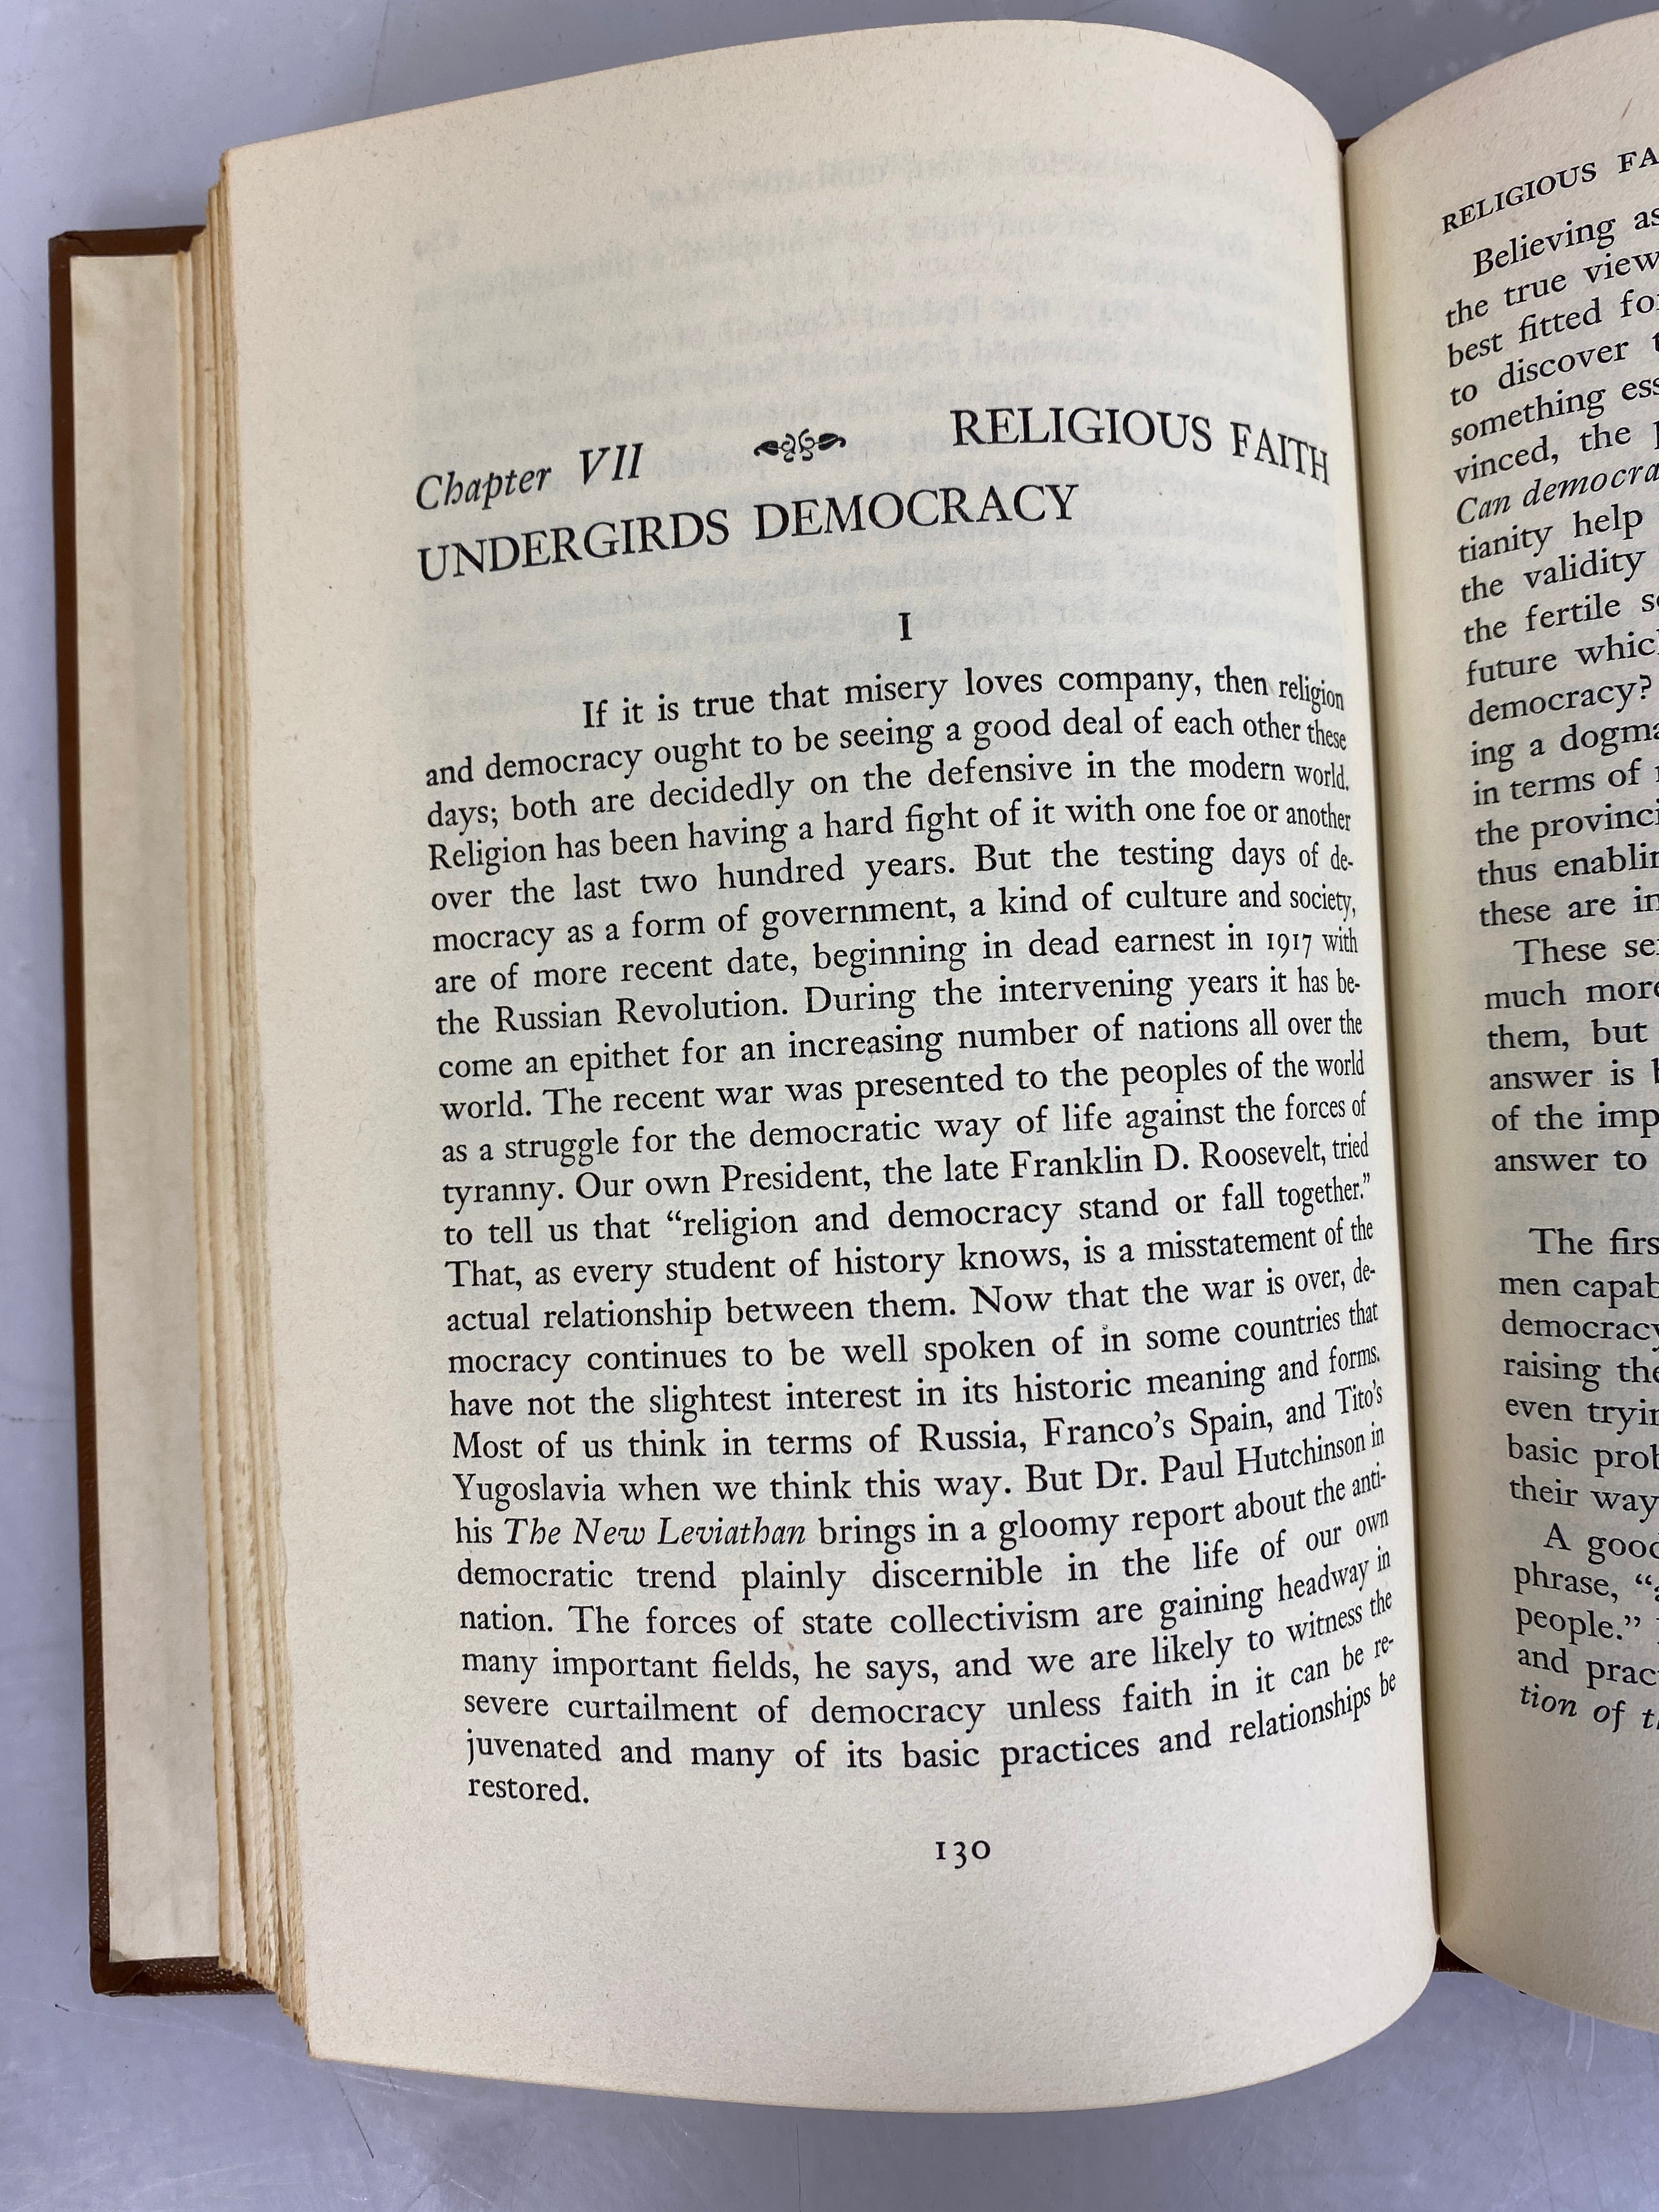 Chapter VII RELIGIOUS FAITH
UNDERGIRDS DEMOCRACY
I
If it is true that misery loves company, then religion
and democracy ought to be seeing a good deal of each other these
days; both are decidedly on the defensive in the modern world.
Religion has been having a hard fight of it with one foe or another
over the last two hundred years. But the testing days of de-
mocracy as a form of government, a kind of culture and society,
are of more recent date, beginning in dead earnest in 1917 with
the Russian Revolution. During the intervening years it has be-
come an epithet for an increasing number of nations all over the
world. The recent war was presented to the peoples of the world
as a struggle for the democratic way of life against the forces of
tyranny. Our own President, the late Franklin D. Roosevelt, tried
to tell us that “religion and democracy stand or fall together.”
That, as every student of history knows, is a misstatement of the
actual relationship between them. Now that the war is over, de-
mocracy continues to be well spoken of in some countries that
have not the slightest interest in its historic meaning and forms.
Most of us think in terms of Russia, Franco’s Spain, and Tito’s
Yugoslavia when we think this way. But Dr. Paul Hutchinson in
his The New Leviathan brings in a gloomy report about the anti-
democratic trend plainly discernible in the life of our own
nation. The forces of state collectivism are gaining headway in
many important fields, he says, and we are likely to witness the
severe curtailment of democracy unless faith in it can be re-
juvenated and many of its basic practices and relationships be
restored.
130
RELIGIOUS
Believing
the true view
best fitted
to discover
something
vinced, the
Can
tianity help
the validity
the fertile
future
democracy?
ing a
in terms of
the
thus
these are
These
much more
them, but
answer is
of the
answer to
The
men
democracy
raising the
even
basic
their way
A good
phrase,
people.”
and
tion of